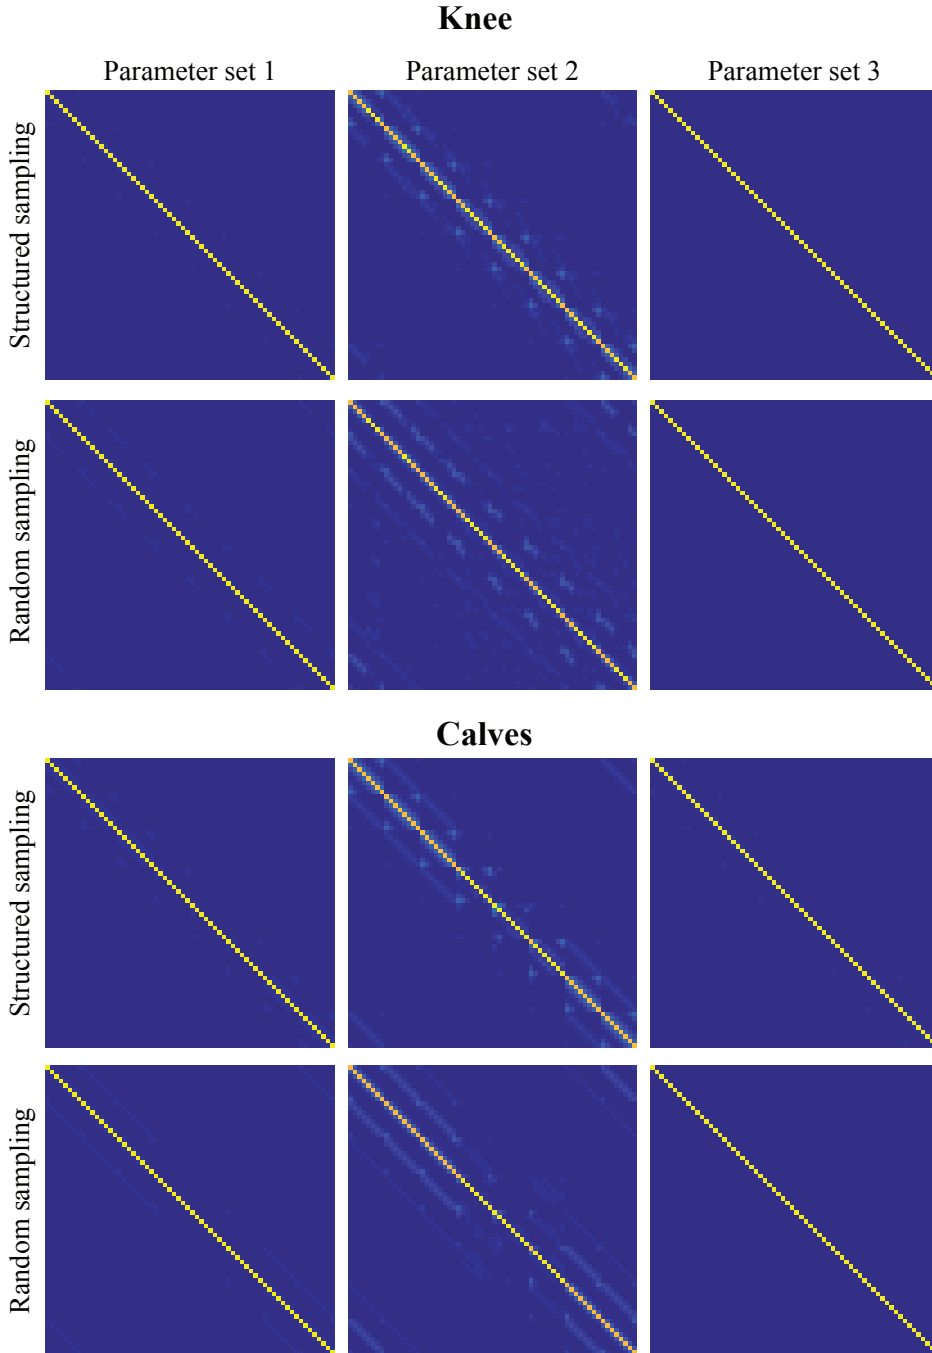 Knee
Parameter set 1
Parameter set 2
Parameter set 3
Structured sampling
Random sampling
Calves
Structured sampling
Random sampling